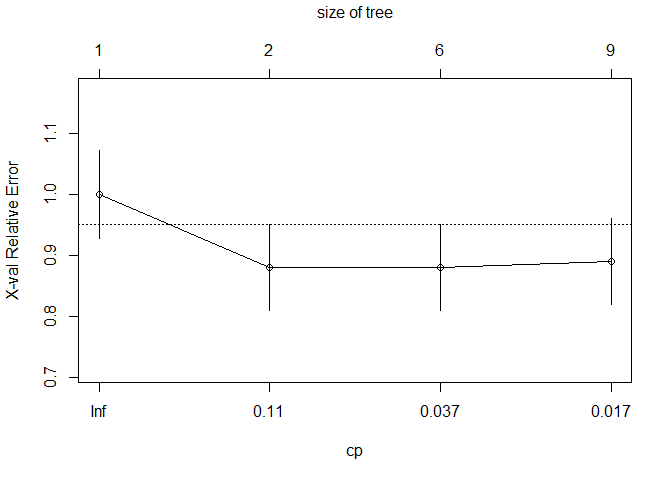 size of tree
1 2 6 9
X-val Relative Error
1.1
1.0
0.9
0.8
0.7
Inf 0.11 0.037 0.017
cp